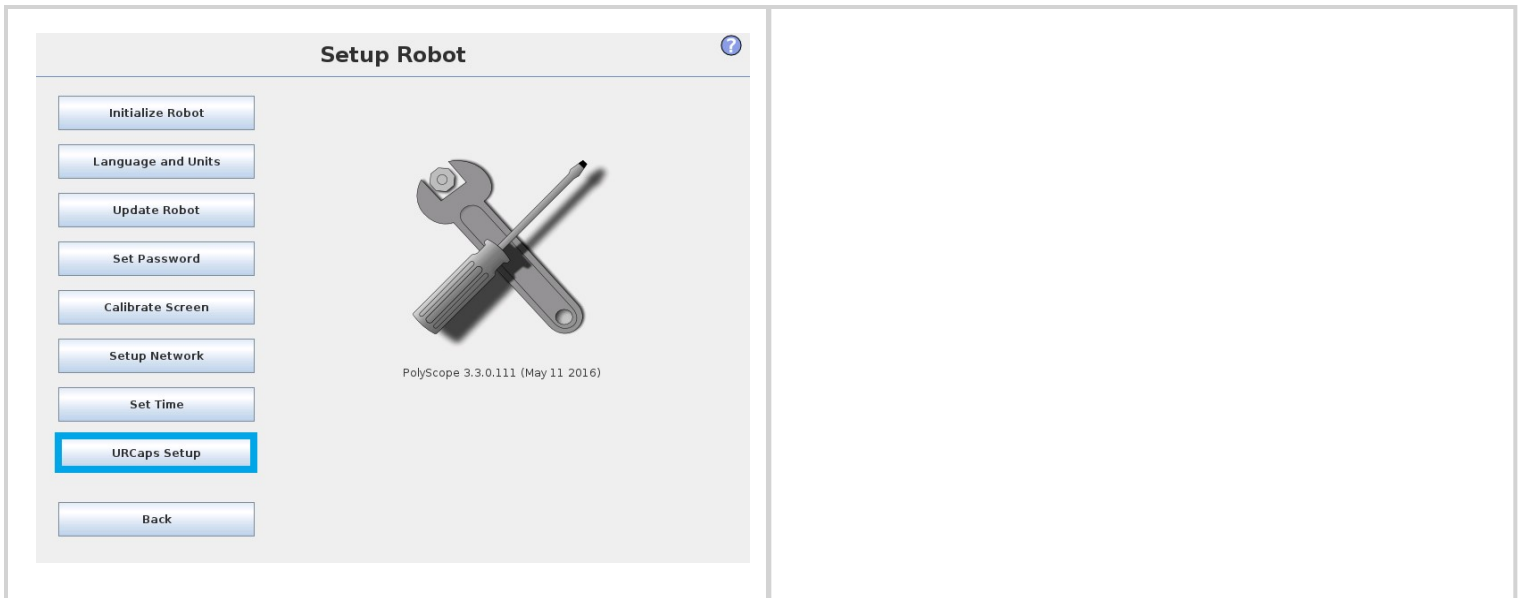 Setup Robot
?
Initialize Robot
Language and Units
Update Robot
Set Password
Calibrate Screen
Setup Network
Set Time
URCaps Setup
Back
PolyScope 3.3.0.111 (May 11 2016)